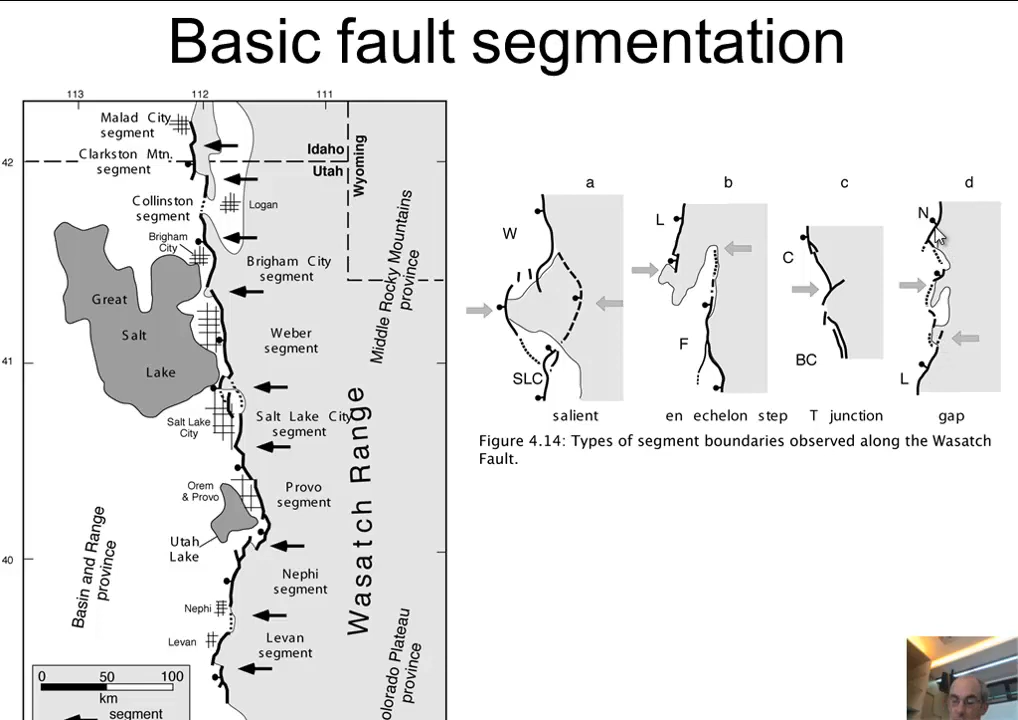 Basic fault segmentation
113
112
111
Malad City
segment
Clarkston Mtn.
segment
42
Idaho
Utah
Wyoming
Collinston
segment
Logan
Brigham
City
Brigham City
segment
Great
Salt
Lake
Weber
segment
Middle Rocky Mountains
province
41
Salt Lake
City
Salt Lake City
segment
Orem
& Provo
Provo
segment
Wasatch Range
Utah
Lake
Basin and Range
province
40
Nephi
segment
Nephi
Levan
Levan
segment
olorado Plateau
province
0 50 100
km
segment
a b c d
W
SLC
L
F
C
BC
N
L
salient en echelon step T junction gap
Figure 4.14: Types of segment boundaries observed along the Wasatch
Fault.